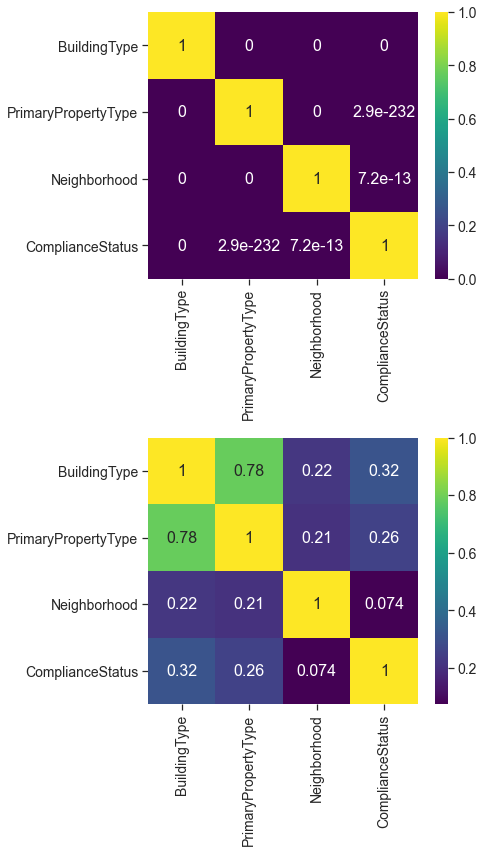 BuildingType 1 0 0 0
PrimaryPropertyType 0 1 0 2.9e-232
Neighborhood 0 0 1 7.2e-13
ComplianceStatus 0 2.9e-232 7.2e-13 1
BuildingType
PrimaryPropertyType
Neighborhood
ComplianceStatus
1.0
0.8
0.6
0.4
0.2
0.0
BuildingType 1 0.78 0.22 0.32
PrimaryPropertyType 0.78 1 0.21 0.26
Neighborhood 0.22 0.21 1 0.074
ComplianceStatus 0.32 0.26 0.074 1
BuildingType
PrimaryPropertyType
Neighborhood
ComplianceStatus
1.0
0.8
0.6
0.4
0.2